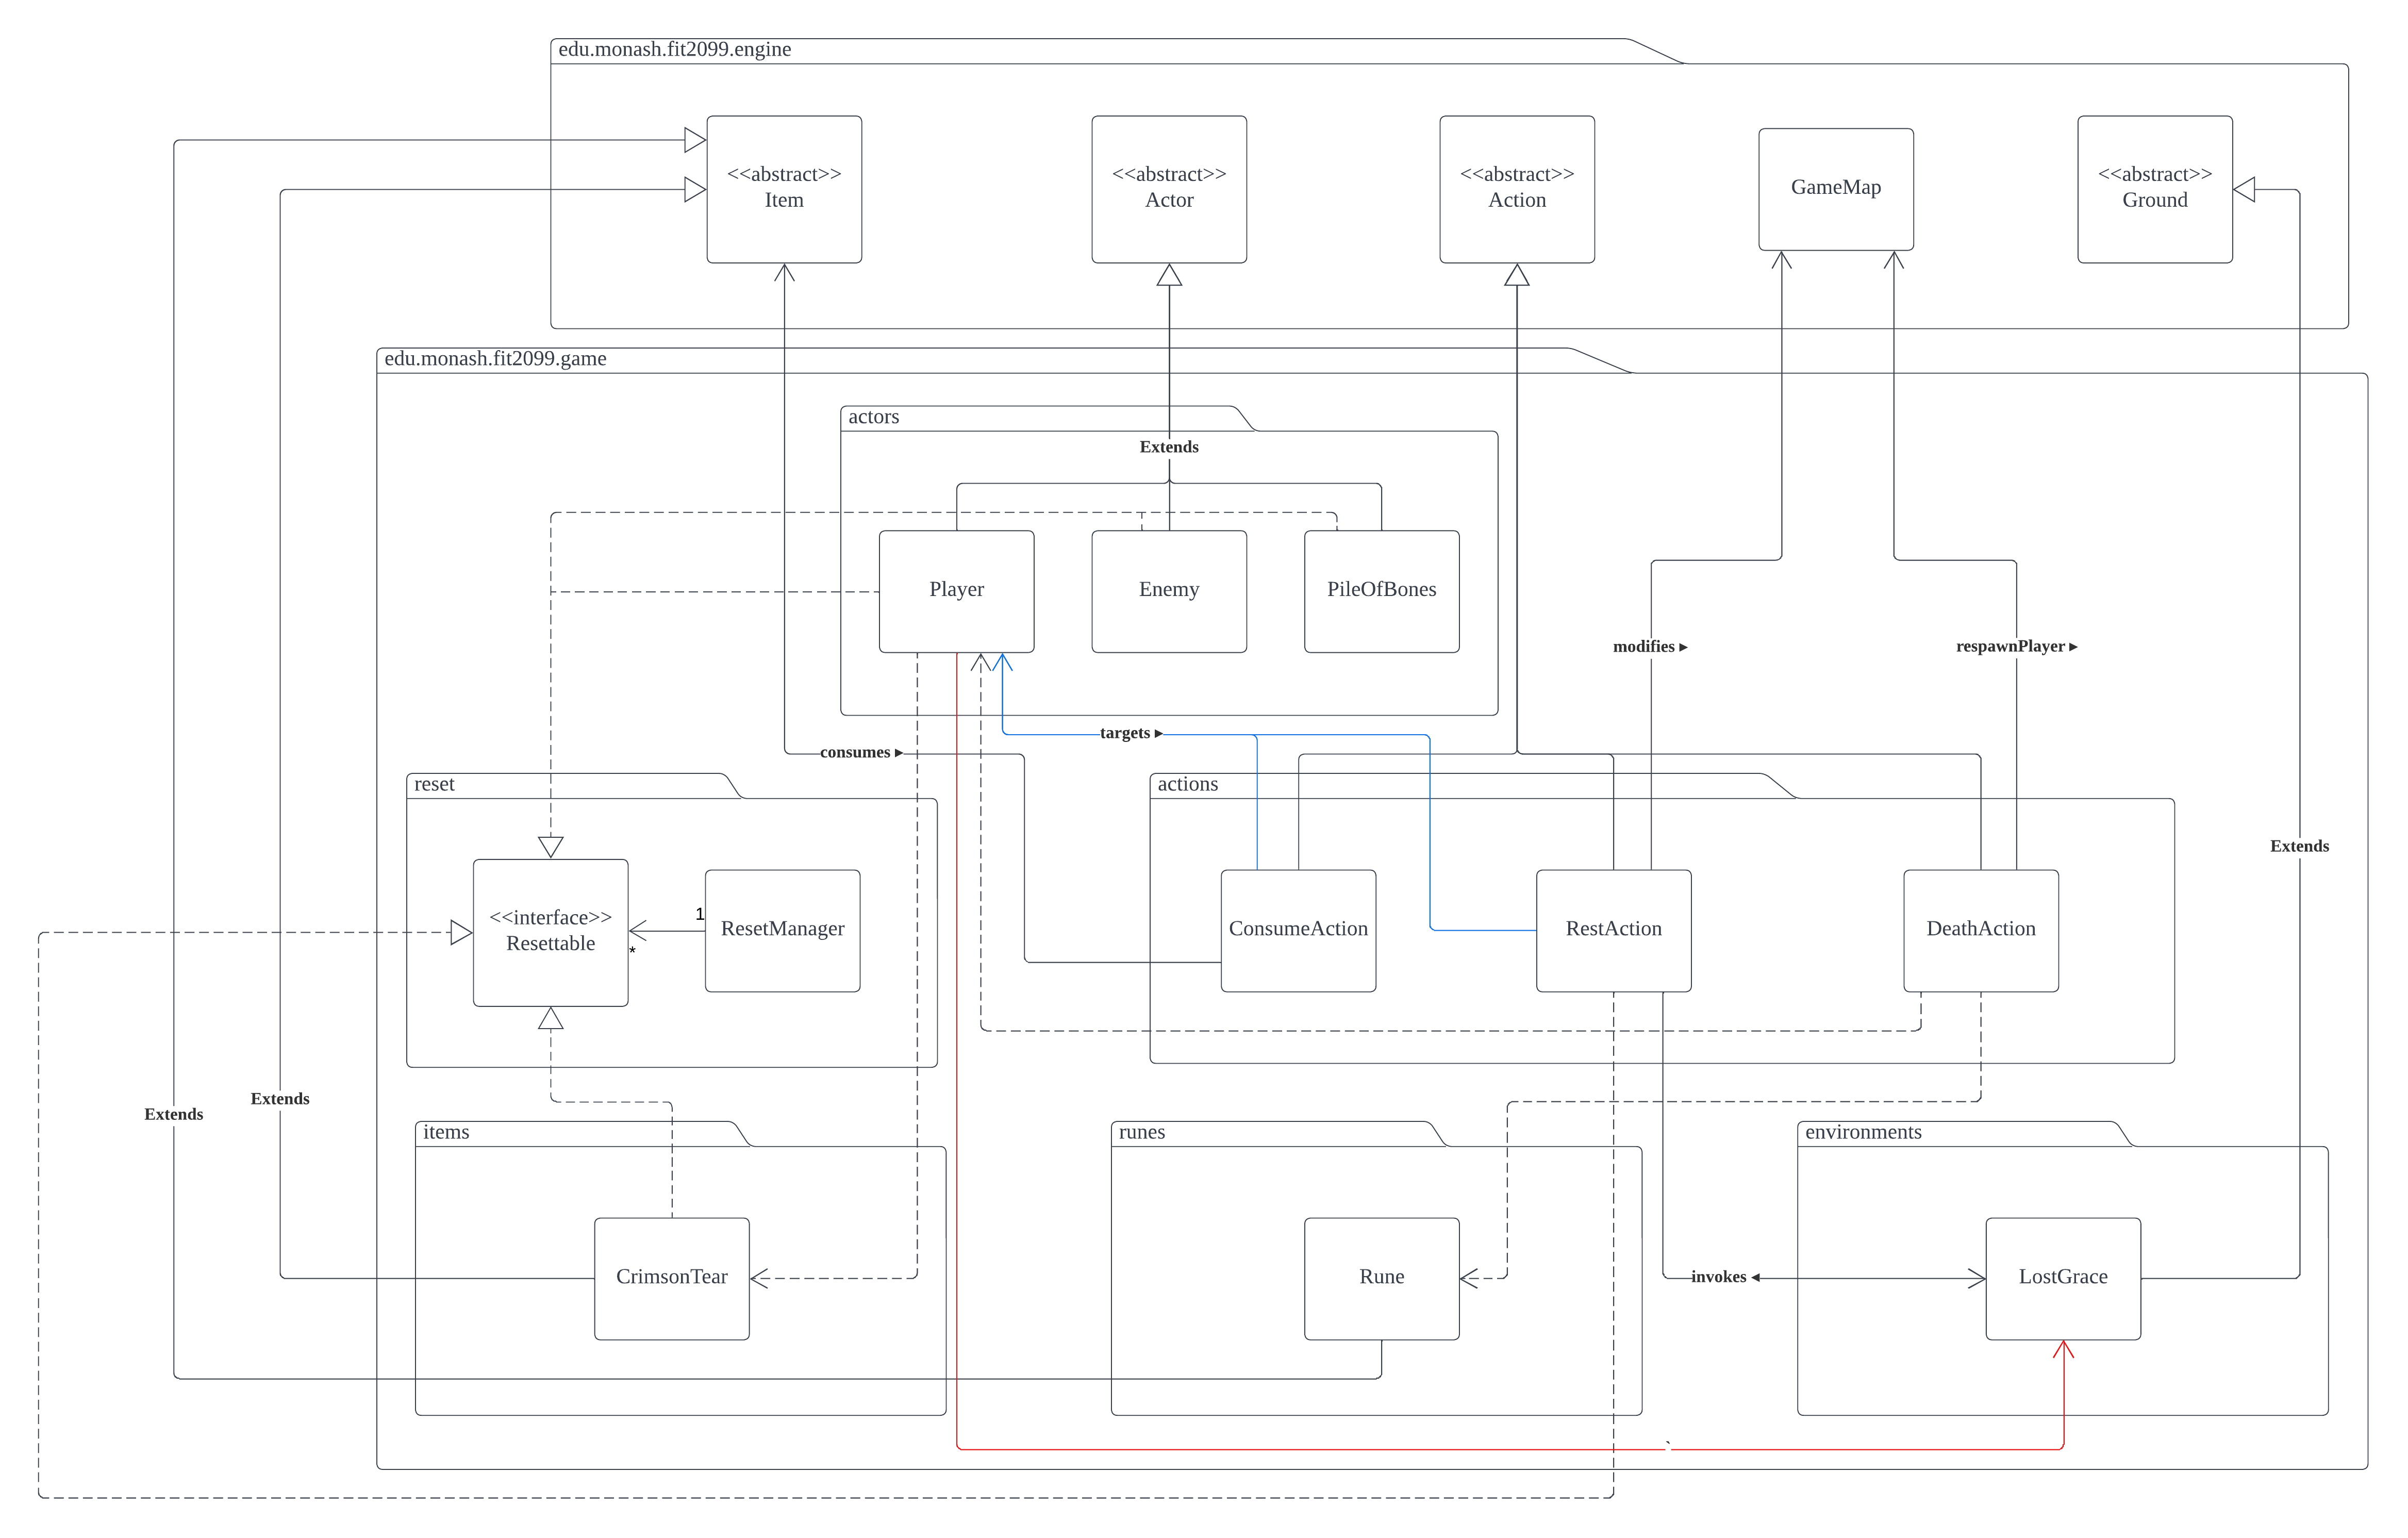 edu.monash.fit2099.engine
<<abstract>>
Item
<<abstract>>
Actor
<<abstract>>
Action
GameMap
<<abstract>>
Ground
edu.monash.fit2099.game
actors
Extends
Player
Enemy
PileOfBones
modifies ►
respawnPlayer ►
targets ►
consumes ►
reset
actions
Extends
<<interface>>
Resettable
1
*
ResetManager
ConsumeAction
RestAction
DeathAction
Extends
Extends
items
runes
environments
CrimsonTear
Rune
invokes ◄
LostGrace
`